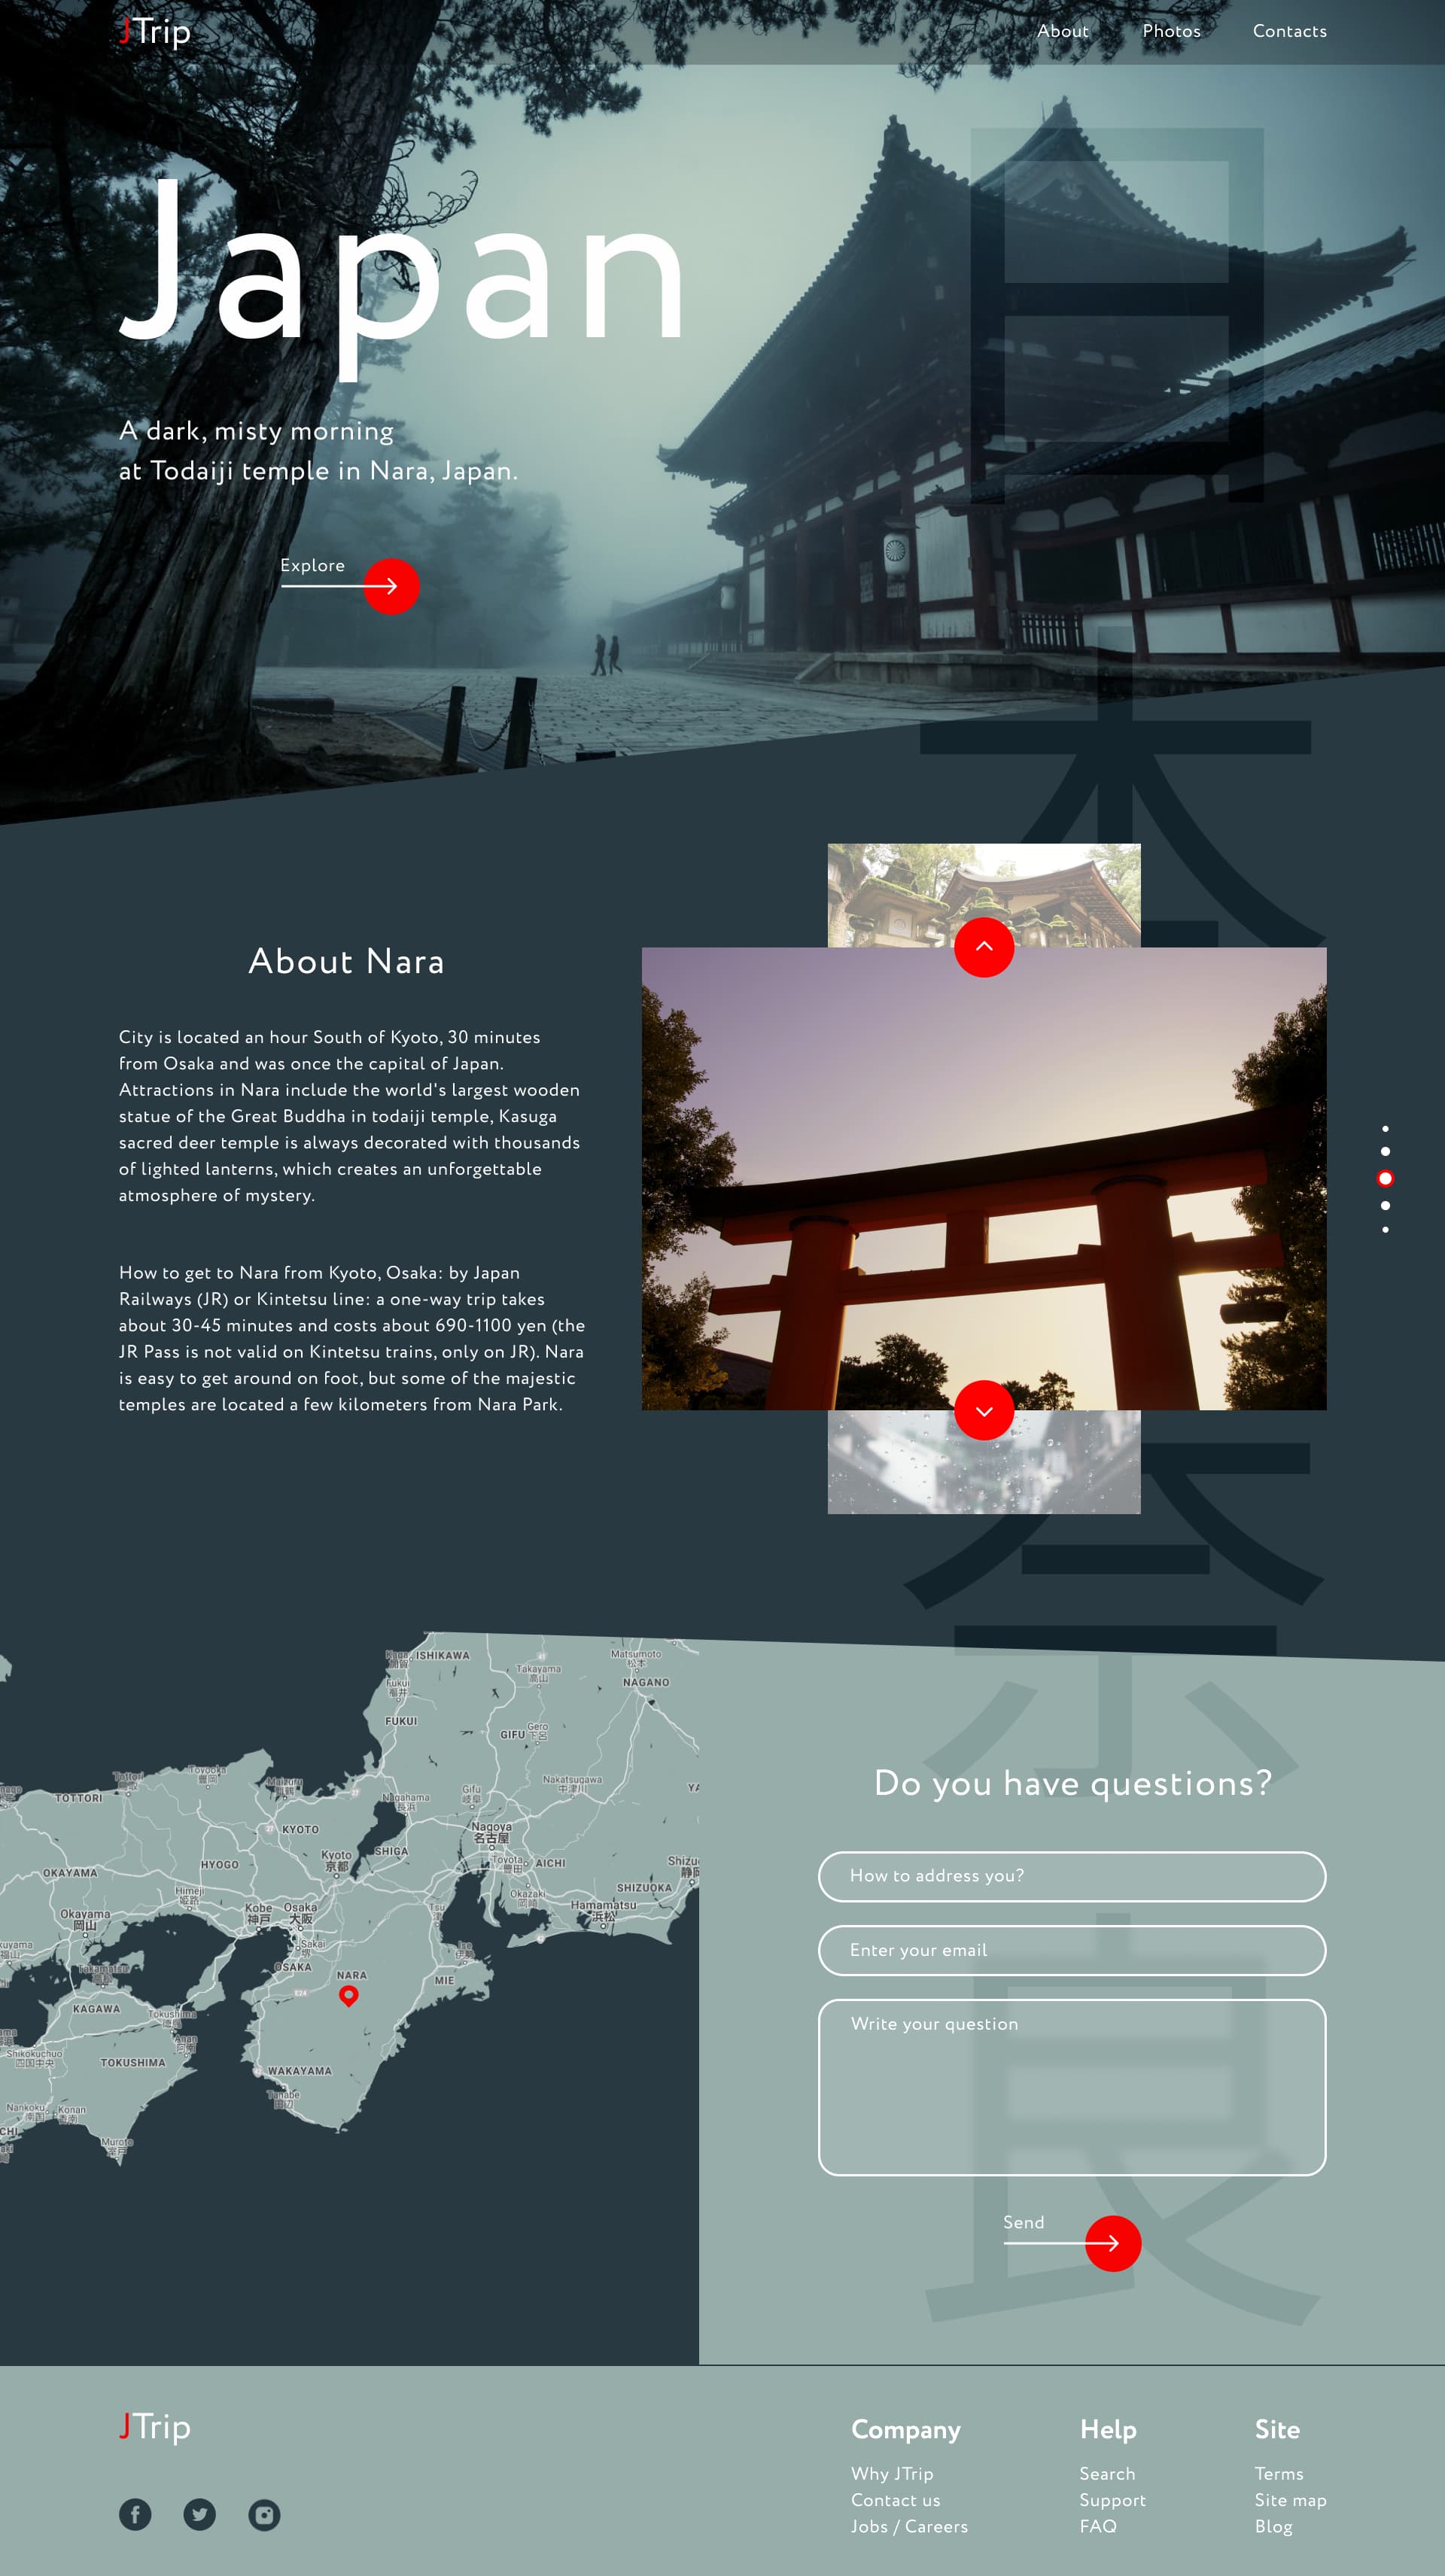 JTrip
About
Photos
Contacts
日
Japan
A dark, misty morning
at Todaiji temple in Nara, Japan.
Explore
本
About Nara
City is located an hour South of Kyoto, 30 minutes
from Osaka and was once the capital of Japan.
Attractions in Nara include the world's largest wooden
statue of the Great Buddha in todaiji temple, Kasuga
sacred deer temple is always decorated with thousands
of lighted lanterns, which creates an unforgettable
atmosphere of mystery.
How to get to Nara from Kyoto, Osaka: by Japan
Railways (JR) or Kintetsu line: a one-way trip takes
about 30-45 minutes and costs about 690-1100 yen (the
JR Pass is not valid on Kintetsu trains, only on JR). Nara
is easy to get around on foot, but some of the majestic
temples are located a few kilometers from Nara Park.
奈
ISHIKAWA
Matsumoto
松本
Takayama
高山
NAGANO
Fukui
福井
FUKUI
GIFU
Gero
下呂
Tottori
Toyooka
豊岡
Maizuru
TOTTORI
Gifu
岐阜
Nakatsugawa
中津川
Nagahama
長浜
KYOTO
Nagoya
名古屋
SHIGA
Kyoto
京都
HYOGO
Toyota
豊田
AICHI
OKAYAMA
SHIZUOKA
Himeji
姫路
Okazaki
岡崎
Okayama
岡山
Kobe
神戸
Osaka
大阪
Tsu
津
Hamamatsu
浜松
Sakai
堺
OSAKA
Ise
伊勢
NARA
MIE
E24
Takamatsu
KAGAWA
Tokushima
徳島
Anan
阿南
Shikokuchuo
四国中央
TOKUSHIMA
WAKAYAMA
Tanabe
田辺
Nankoku
南国
Konan
香南
Muroto
室戸
Do you have questions?
How to address you?
Enter your email
Write your question
良
Send
JTrip
Company
Why JTrip
Contact us
Jobs / Careers
Help
Search
Support
FAQ
Site
Terms
Site map
Blog